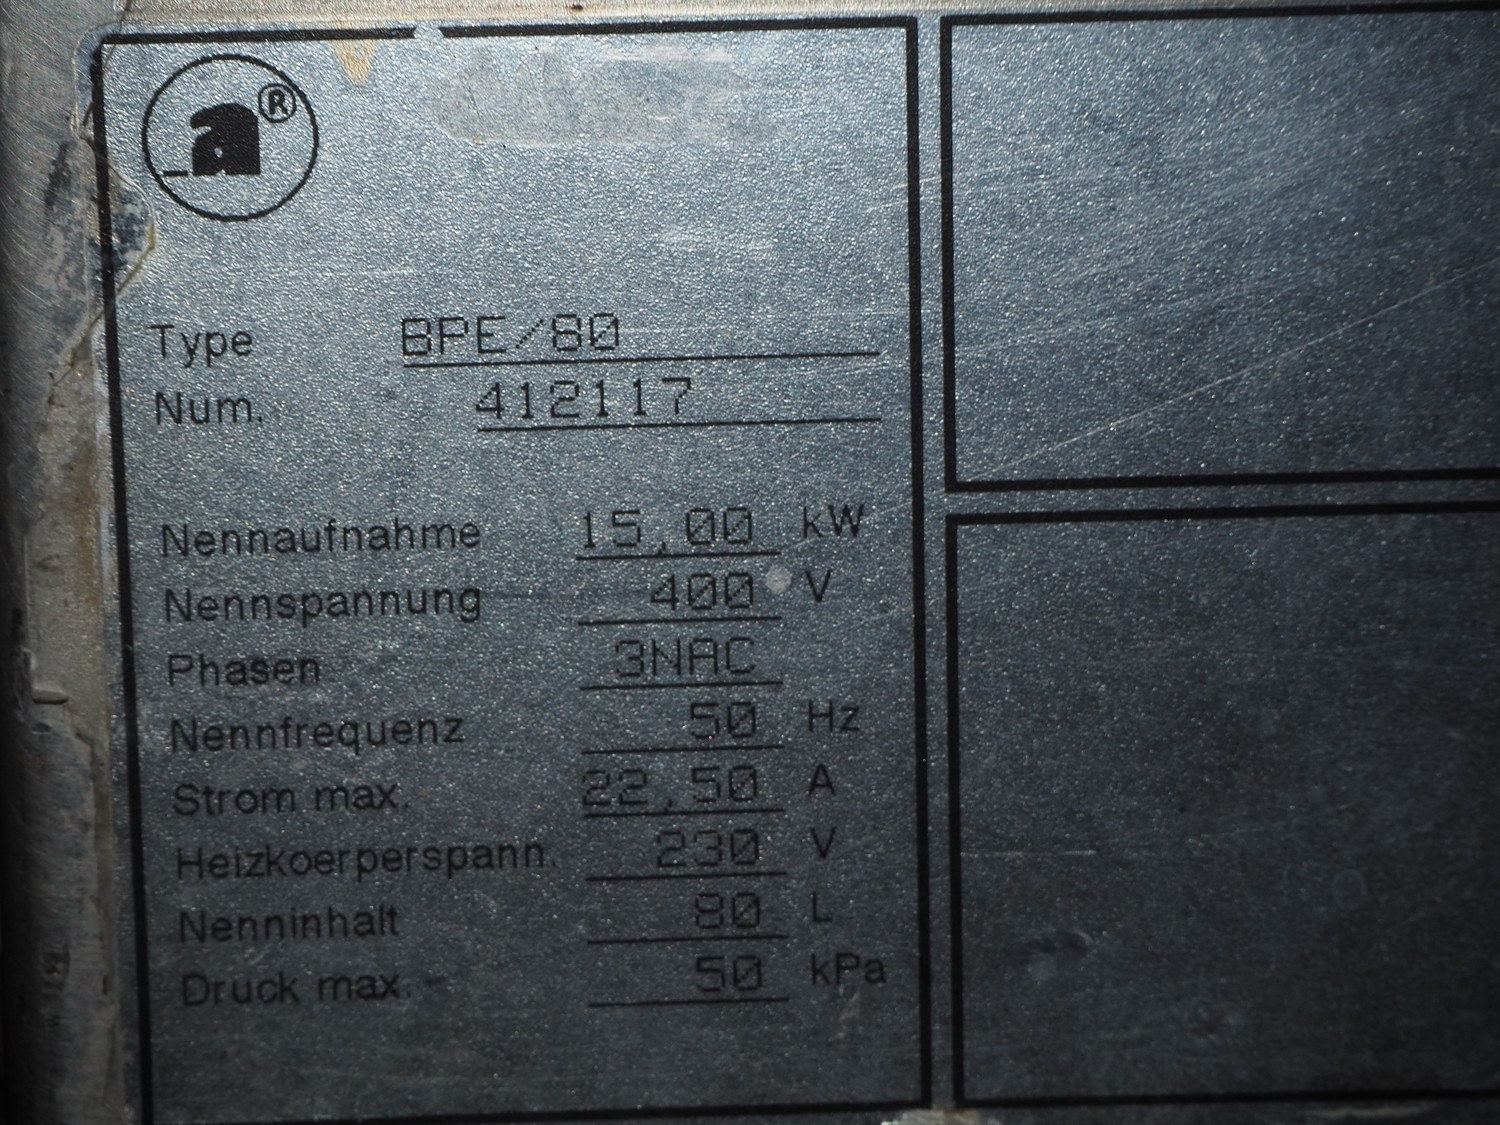 a®
Type BPE/80
Num. 412117
Nennaufnahme 15,00 kW
Nennspannung 400 V
Phasen 3NAC
Nennfrequenz 50 Hz
Strom max. 22,50 A
Heizkoerperspann. 230 V
Nenninhalt 80 L
Druck max. 50 kPa